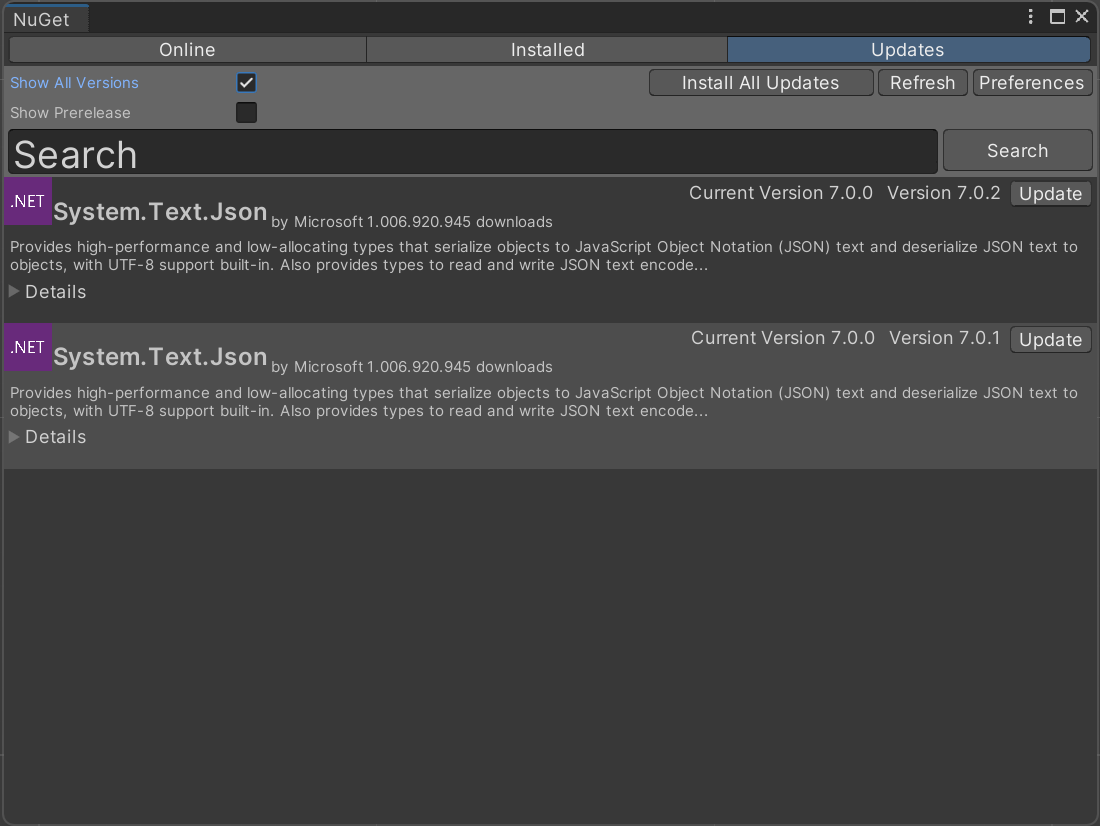 NuGet
Online Installed Updates
Show All Versions Install All Updates Refresh Preferences
Show Prerelease
Search Search
.NET System.Text.Json by Microsoft 1.006.920.945 downloads Current Version 7.0.0 Version 7.0.2 Update
Provides high-performance and low-allocating types that serialize objects to JavaScript Object Notation (JSON) text and deserialize JSON text to
objects, with UTF-8 support built-in. Also provides types to read and write JSON text encode...
Details
.NET System.Text.Json by Microsoft 1.006.920.945 downloads Current Version 7.0.0 Version 7.0.1 Update
Provides high-performance and low-allocating types that serialize objects to JavaScript Object Notation (JSON) text and deserialize JSON text to
objects, with UTF-8 support built-in. Also provides types to read and write JSON text encode...
Details